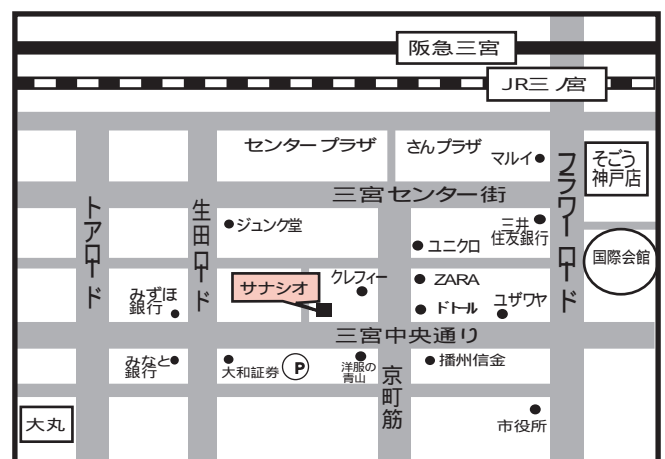 阪急三宮
JR三ノ宮
センタープラザ
さんプラザ
マルイ
そごう
神戸店
三宮センター街
フラワーロード
トアロード
生田ロード
ジュンク堂
三井
住友銀行
ユニクロ
国際会館
サナシオ
クレフィー
ZARA
みずほ
銀行
ドトール
ユザワヤ
三宮中央通り
みなと
銀行
大和証券
P
洋服の
青山
京町筋
播州信金
大丸
市役所